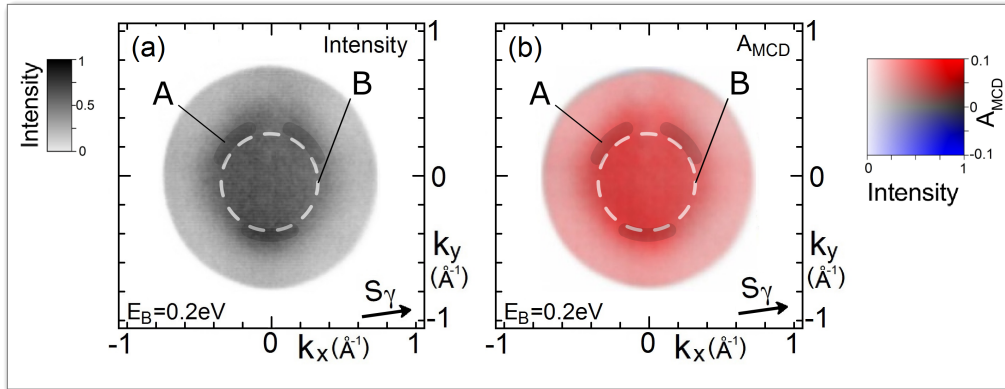 (a)
Intensity
A
B
E_B=0.2eV
S_γ
1
0
-1
k_y
(Å⁻¹)
-1
0
1
k_x (Å⁻¹)
Intensity
1
0.5
0
(b)
A_MCD
A
B
E_B=0.2eV
S_γ
1
0
-1
k_y
(Å⁻¹)
-1
0
1
k_x (Å⁻¹)
0.1
0
-0.1
A_MCD
0
1
Intensity